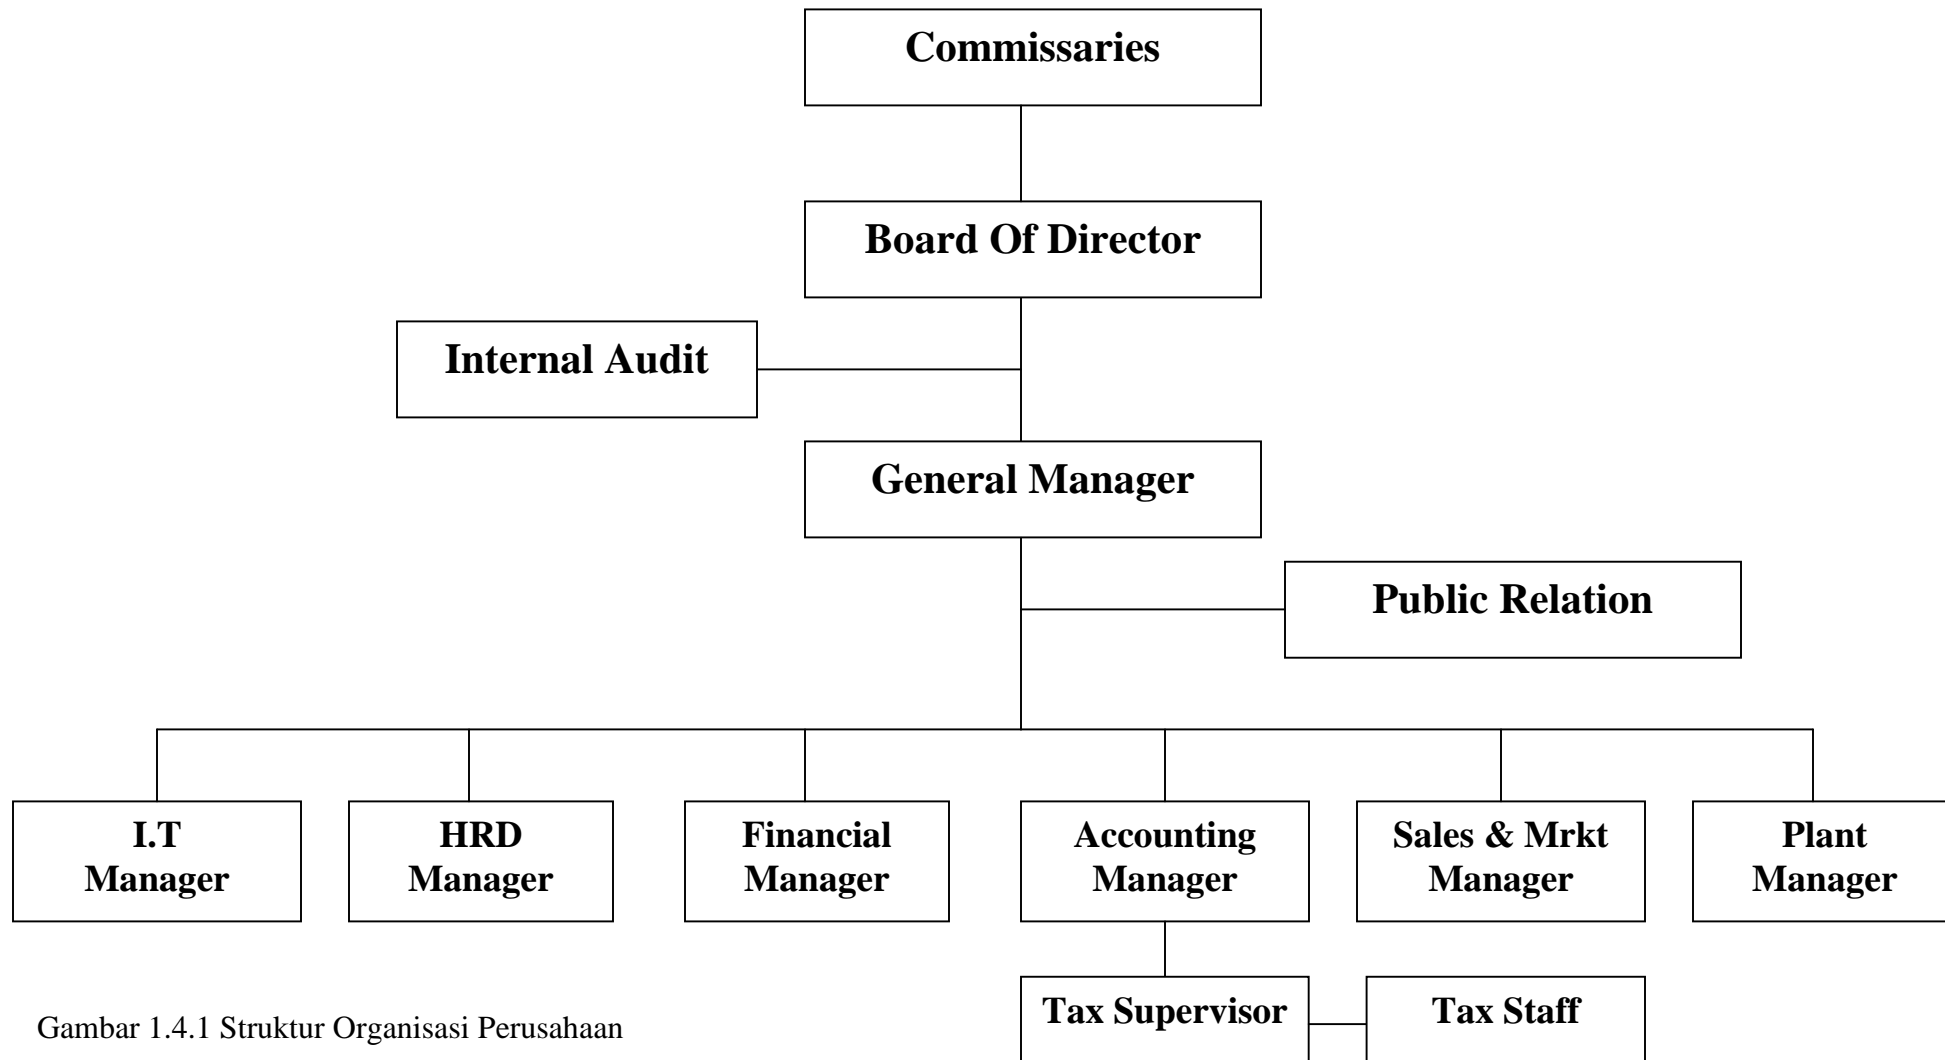 Commissaries
Board Of Director
Internal Audit
General Manager
Public Relation
I.T
Manager
HRD
Manager
Financial
Manager
Accounting
Manager
Sales & Mrkt
Manager
Plant
Manager
Tax Supervisor
Tax Staff
Gambar 1.4.1 Struktur Organisasi Perusahaan